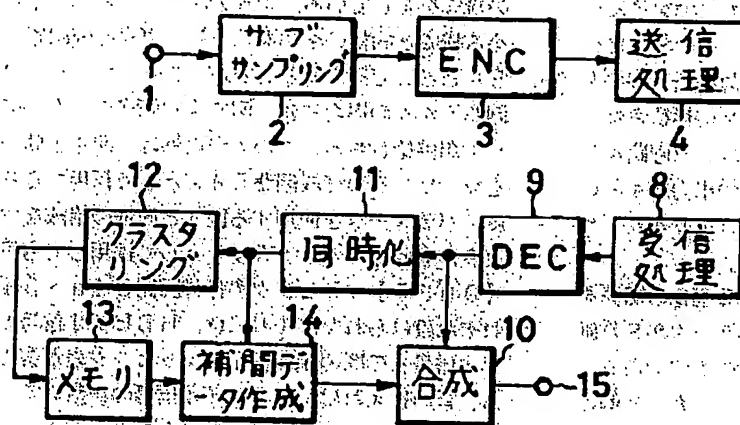 サブ
サンプリング
ENC
送信
処理
1
2
3
4
12
11
9
8
クラスタ
リング
同時化
DEC
受信
処理
13
14
10
メモリ
補間デ
ータ作成
合成
15